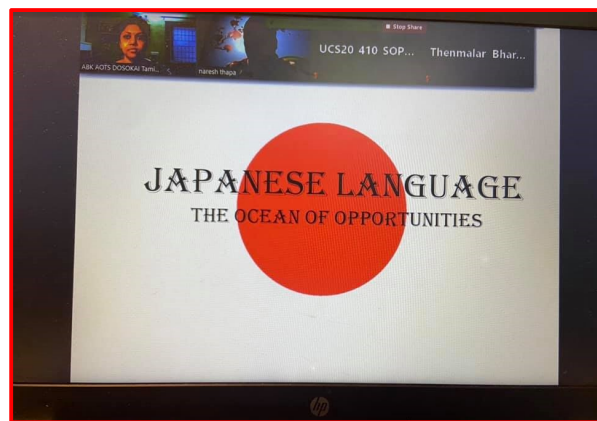 Stop Share
ABK AOTS DOSOKAI Tami...
naresh thapa
UCS20 410 SOP...
Thenmalar Bhar...
JAPANESE LANGUAGE
THE OCEAN OF OPPORTUNITIES
hp